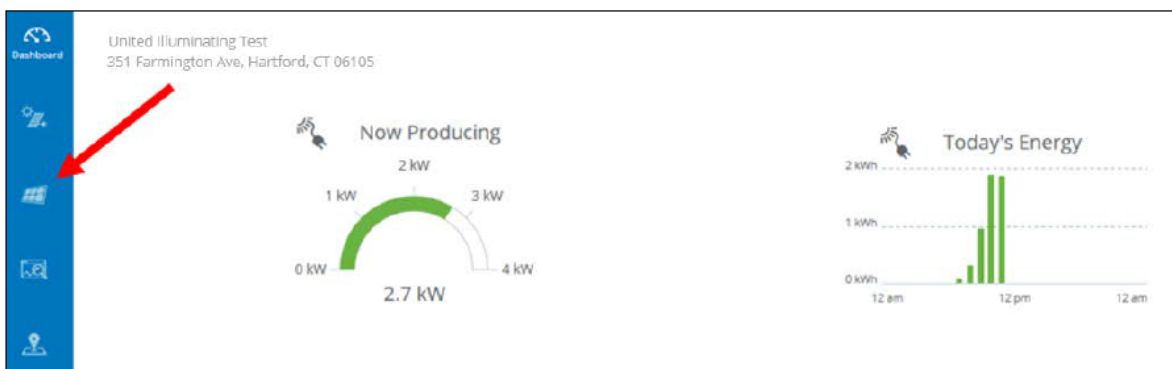 Dashboard
United Illuminating Test
351 Farmington Ave, Hartford, CT 06105
Now Producing
2 kW
1 kW
3 kW
0 kW
4 kW
2.7 kW
Today's Energy
2 kWh
1 kWh
0 kWh
12 am
12 pm
12 am